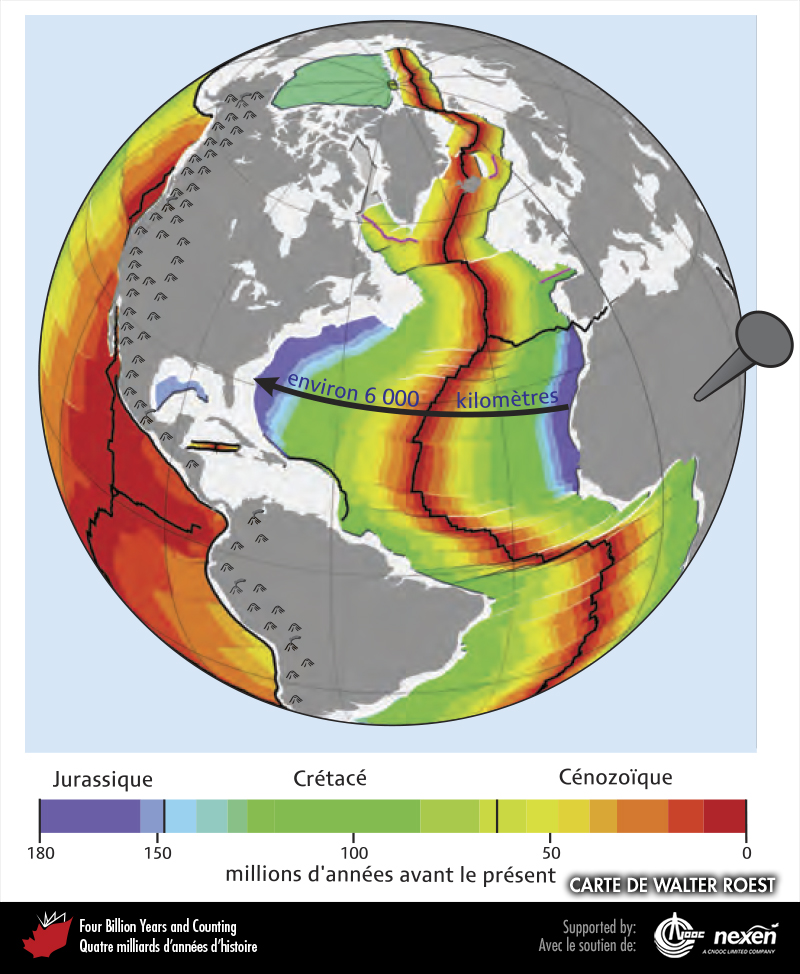 environ 6 000 kilomètres
Jurassique Crétacé Cénozoïque
180 150 100 50 0
millions d'années avant le présent
CARTE DE WALTER ROEST
Four Billion Years and Counting
Quatre milliards d'années d'histoire
Supported by:
Avec le soutien de:
CNOOC nexen
A CNOOC LIMITED COMPANY